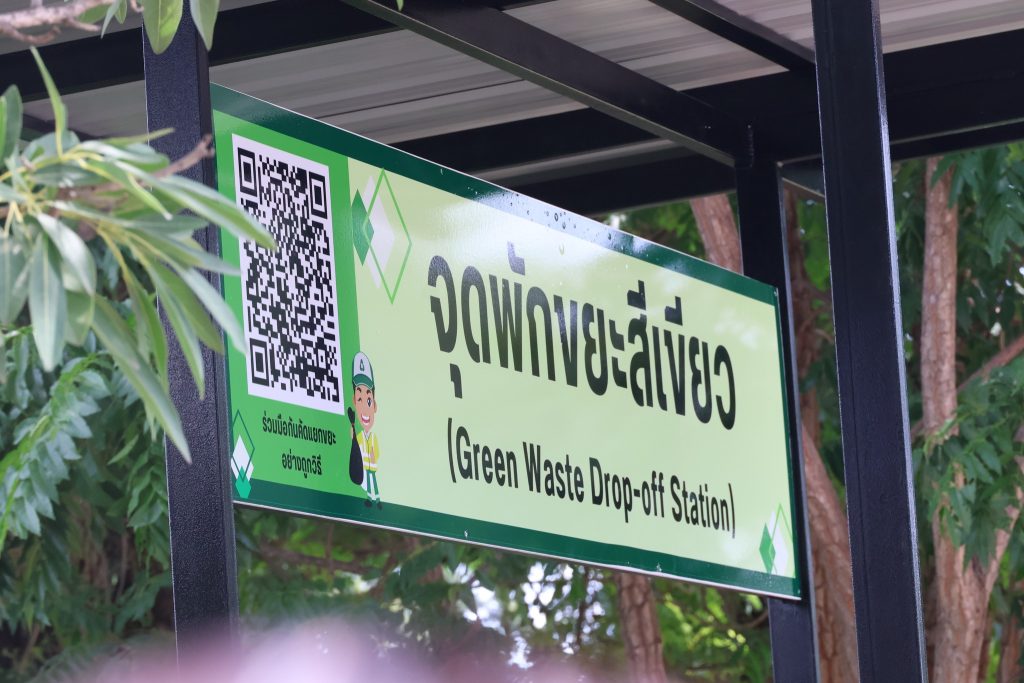 จุดพักขยะสีเขียว
(Green Waste Drop-off Station)
ร่วมมือกันคัดแยกขยะ
อย่างถูกวิธี